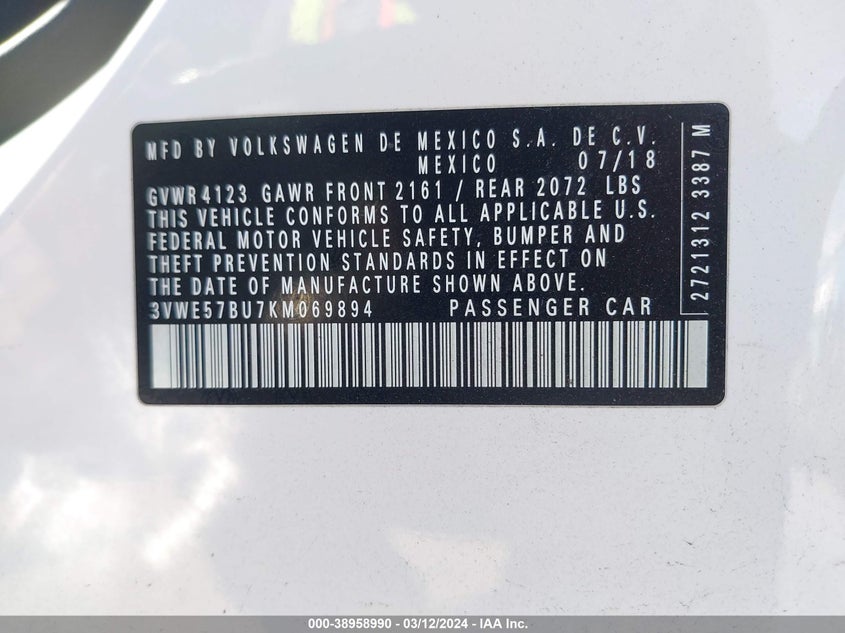 MFD BY VOLKSWAGEN DE MEXICO S.A. DE C.V.
MEXICO 07/18
GVWR 4123 GAWR FRONT 2161 / REAR 2072 LBS
THIS VEHICLE CONFORMS TO ALL APPLICABLE U.S.
FEDERAL MOTOR VEHICLE SAFETY, BUMPER AND
THEFT PREVENTION STANDARDS IN EFFECT ON
THE DATE OF MANUFACTURE SHOWN ABOVE.
3VWE57BU7KM069894 PASSENGER CAR
2721312 3387 M
000-38958990 - 03/12/2024 - IAA Inc.